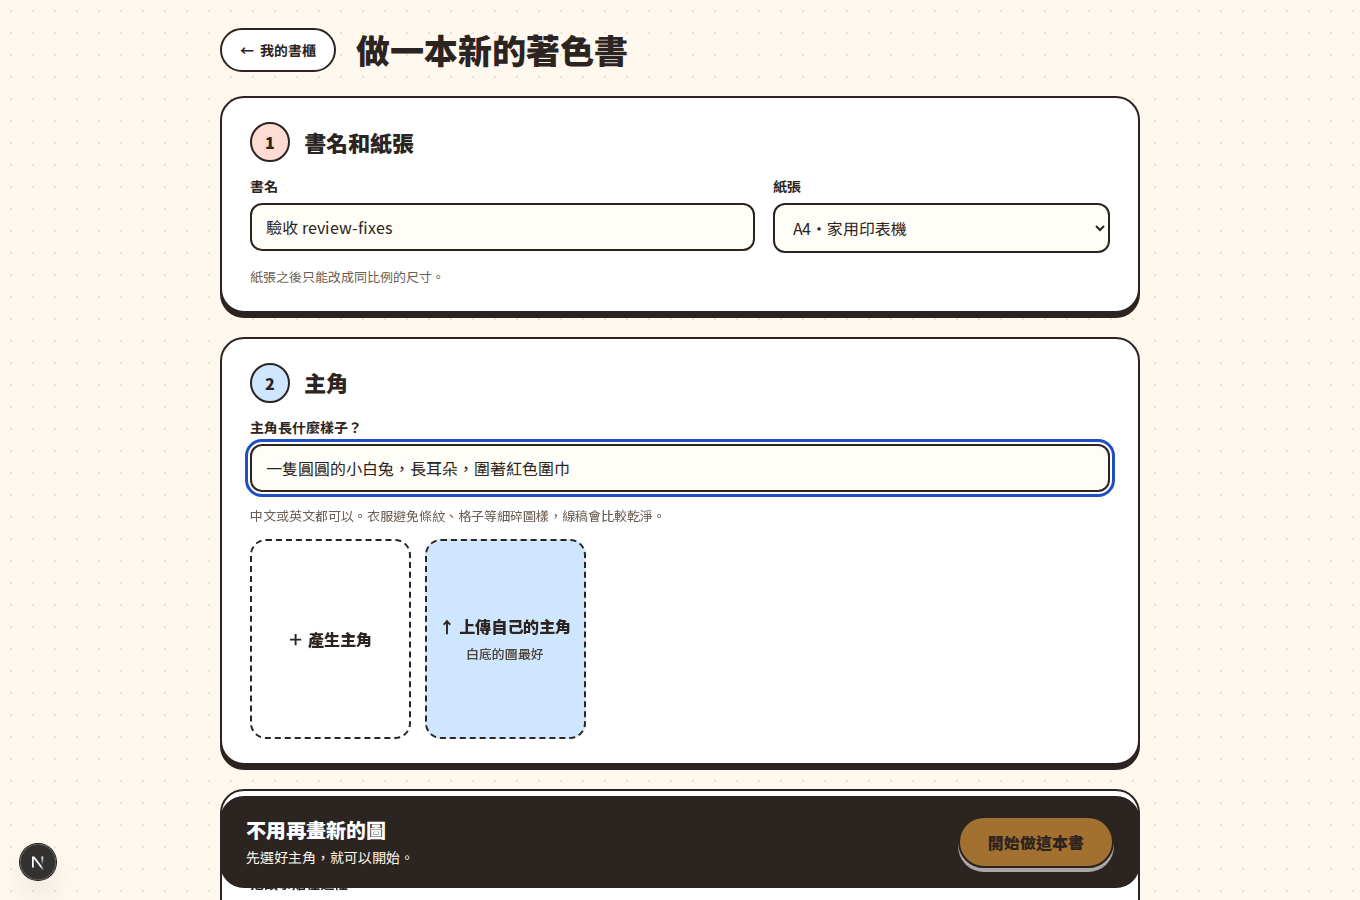 ← 我的書櫃
做一本新的著色書
1
書名和紙張
書名
紙張
驗收 review-fixes
A4・家用印表機
紙張之後只能改成同比例的尺寸。
2
主角
主角長什麼樣子？
一隻圓圓的小白兔，長耳朵，圍著紅色圍巾
中文或英文都可以。衣服避免條紋、格子等細碎圖樣，線稿會比較乾淨。
＋ 產生主角
↑ 上傳自己的主角
白底的圖最好
不用再畫新的圖
先選好主角，就可以開始。
開始做這本書
N